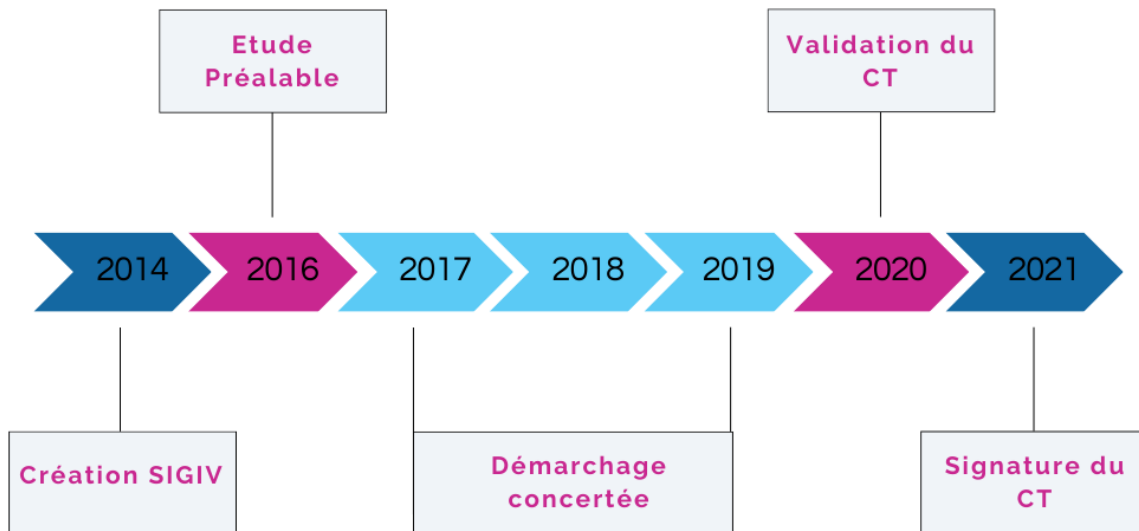 Etude
Préalable
Validation du
CT
2014
2016
2017
2018
2019
2020
2021
Création SIGIV
Démarchage
concertée
Signature du
CT